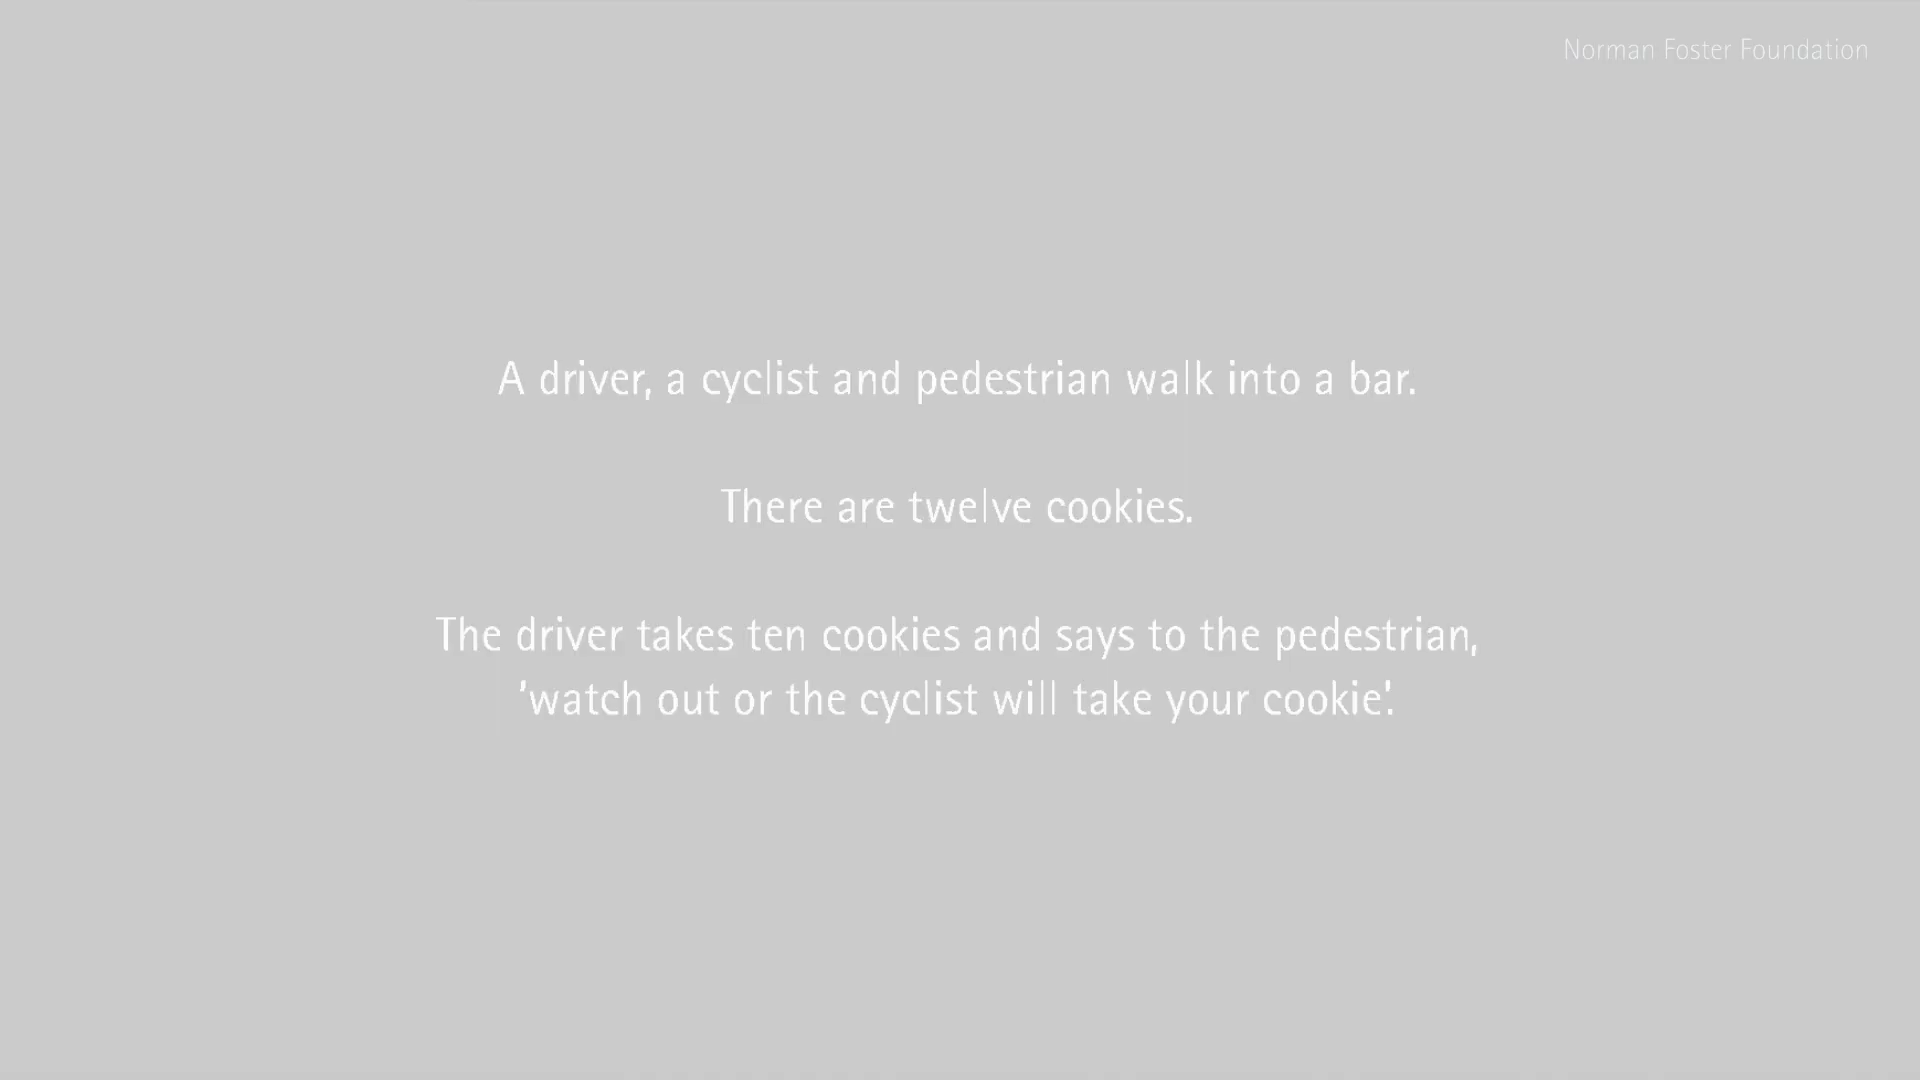 Norman Foster Foundation
A driver, a cyclist and pedestrian walk into a bar.
There are twelve cookies.
The driver takes ten cookies and says to the pedestrian,
'watch out or the cyclist will take your cookie'.